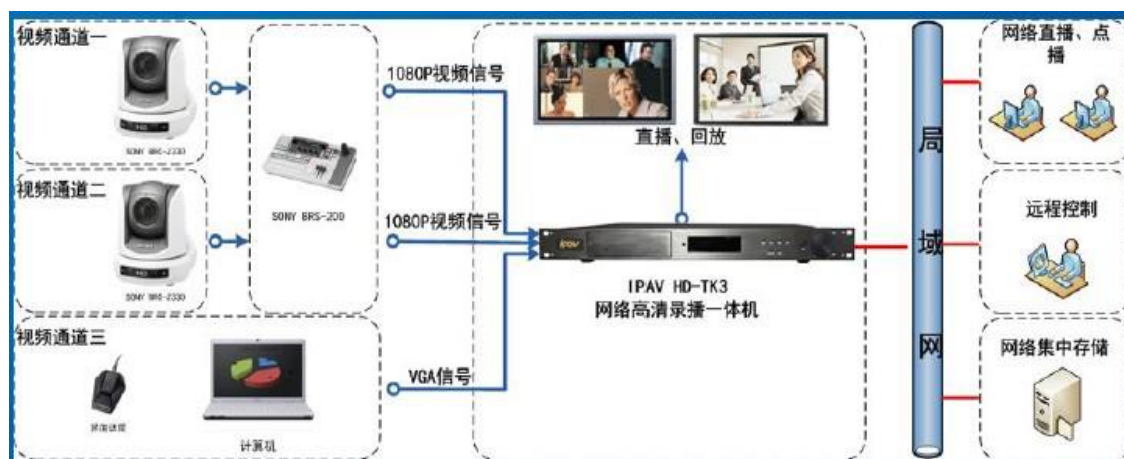 视频通道一
SONY BRC-Z330
视频通道二
SONY BRC-Z330
SONY BRS-200
视频通道三
计算机
1080P视频信号
1080P视频信号
VGA信号
直播、回放
ipav
IPAV HD-TK3
网络高清录播一体机
局域网
网络直播、点
播
远程控制
网络集中存储